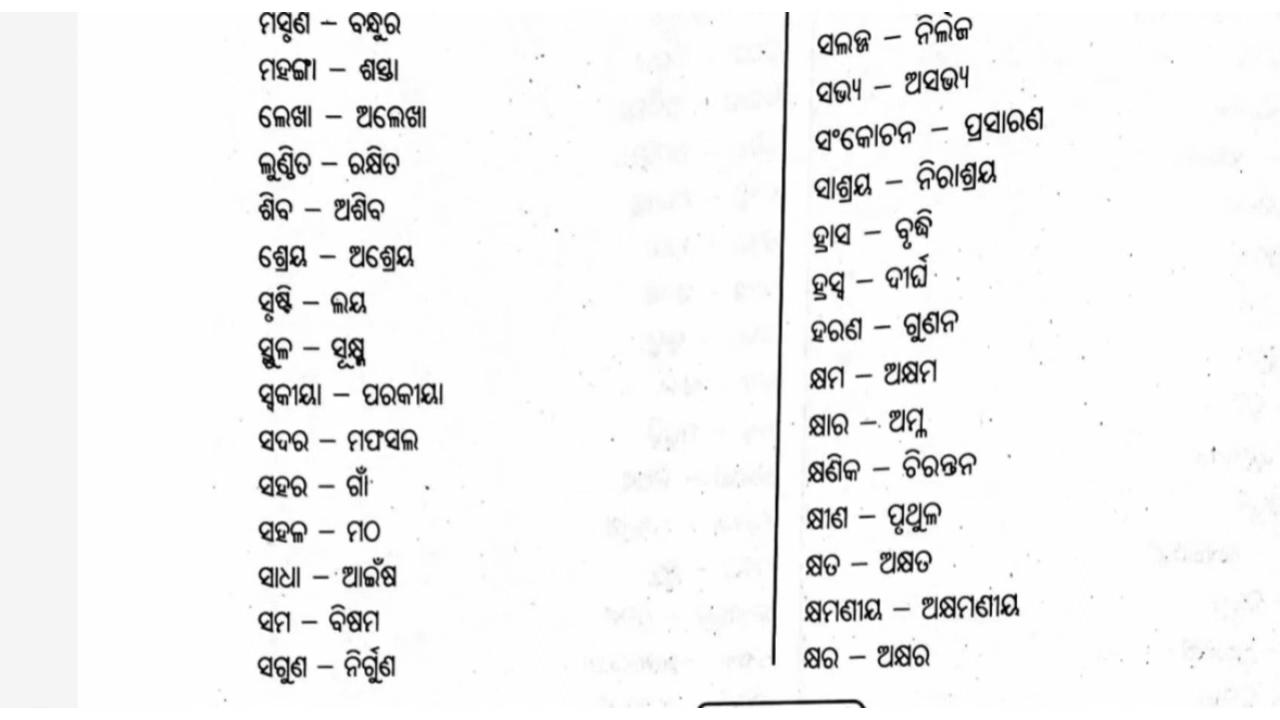 ମସୃଣ – ବନ୍ଧୁର
ମହଙ୍ଗା – ଶସ୍ତା
ଲେଖା – ଅଲେଖା
ଲୁଣ୍ଠିତ – ରକ୍ଷିତ
ଶିବ – ଅଶିବ
ଶ୍ରେୟ – ଅଶ୍ରେୟ
ସୃଷ୍ଟି – ଲୟ
ସ୍ଥୂଳ – ସୂକ୍ଷ୍ମ
ସ୍ୱକୀୟା – ପରକୀୟା
ସଦର – ମଫସଲ
ସହର – ଗାଁ
ସହଳ – ମଠ
ସାଧା – ଆଇଁଷ
ସମ – ବିଷମ
ସଗୁଣ – ନିର୍ଗୁଣ
ସଲଜ୍ଜ – ନିର୍ଲଜ୍ଜ
ସଭ୍ୟ – ଅସଭ୍ୟ
ସଂକୋଚନ – ପ୍ରସାରଣ
ସାଶ୍ରୟ – ନିରାଶ୍ରୟ
ହ୍ରାସ – ବୃଦ୍ଧି
ହ୍ରସ୍ୱ – ଦୀର୍ଘ
ହରଣ – ଗୁଣନ
କ୍ଷମ – ଅକ୍ଷମ
କ୍ଷାର – ଅମ୍ଳ
କ୍ଷଣିକ – ଚିରନ୍ତନ
କ୍ଷୀଣ – ପୃଥୁଳ
କ୍ଷତ – ଅକ୍ଷତ
କ୍ଷମଣୀୟ – ଅକ୍ଷମଣୀୟ
କ୍ଷର – ଅକ୍ଷର